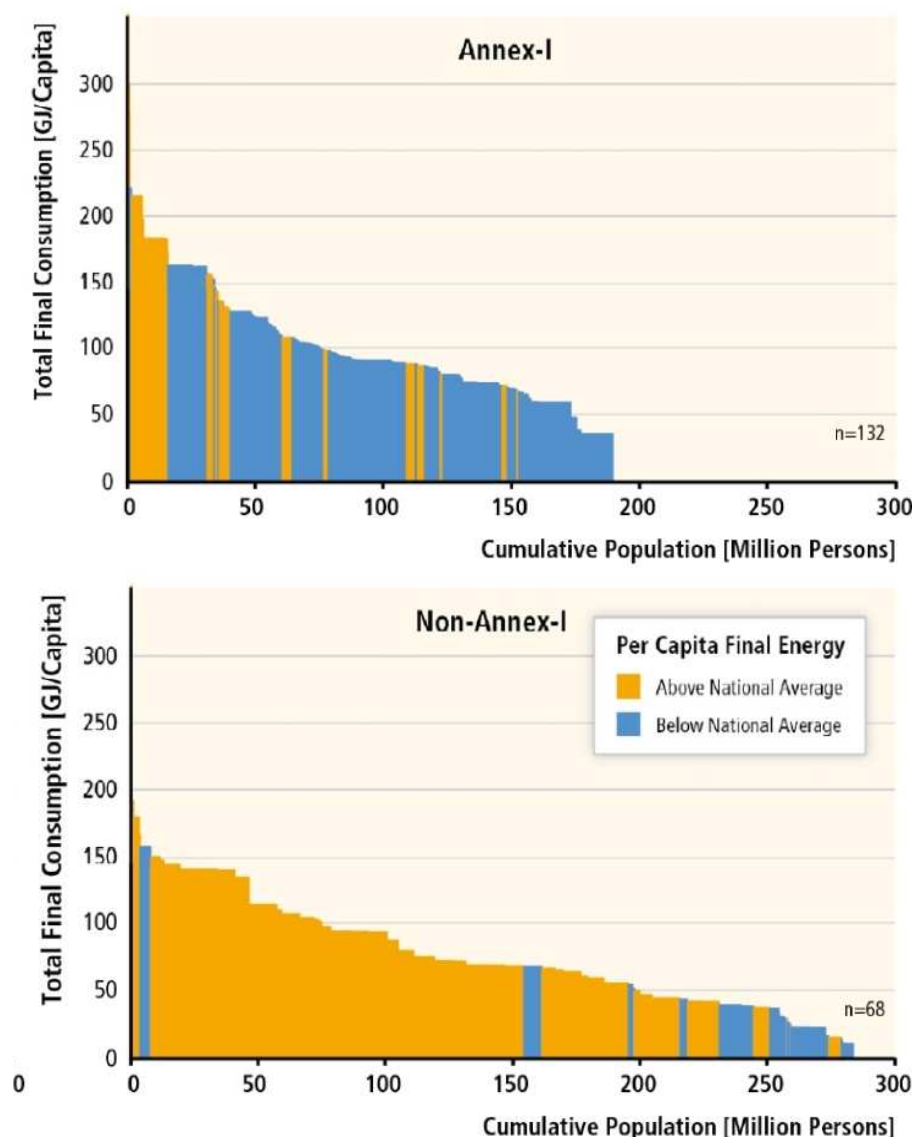 Annex-I
Total Final Consumption [GJ/Capita]
300
250
200
150
100
50
0
n=132
0 50 100 150 200 250 300
Cumulative Population [Million Persons]
Non-Annex-I
Total Final Consumption [GJ/Capita]
300
250
200
150
100
50
0
Per Capita Final Energy
Above National Average
Below National Average
n=68
0 0 50 100 150 200 250 300
Cumulative Population [Million Persons]